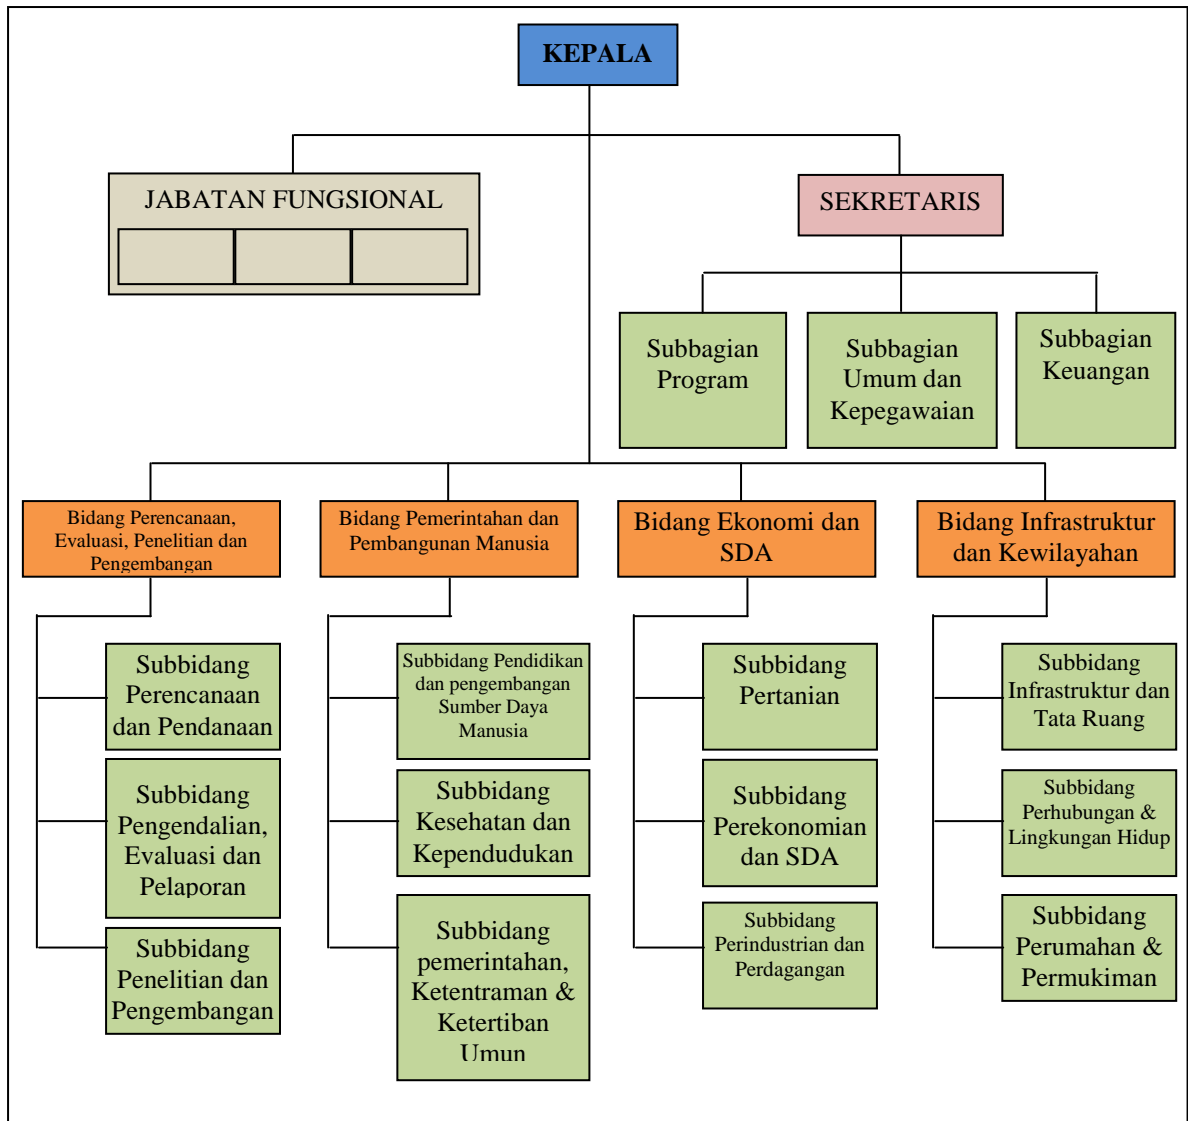 KEPALA
JABATAN FUNGSIONAL
SEKRETARIS
Subbagian
Program
Subbagian
Umum dan
Kepegawaian
Subbagian
Keuangan
Bidang Perencanaan,
Evaluasi, Penelitian dan
Pengembangan
Bidang Pemerintahan dan
Pembangunan Manusia
Bidang Ekonomi dan
SDA
Bidang Infrastruktur
dan Kewilayahan
Subbidang
Perencanaan
dan Pendanaan
Subbidang
Pengendalian,
Evaluasi dan
Pelaporan
Subbidang
Penelitian dan
Pengembangan
Subbidang Pendidikan
dan pengembangan
Sumber Daya
Manusia
Subbidang
Kesehatan dan
Kependudukan
Subbidang
pemerintahan,
Ketentraman &
Ketertiban
Umun
Subbidang
Pertanian
Subbidang
Perekonomian
dan SDA
Subbidang
Perindustrian dan
Perdagangan
Subbidang
Infrastruktur dan
Tata Ruang
Subbidang
Perhubungan &
Lingkungan Hidup
Subbidang
Perumahan &
Permukiman